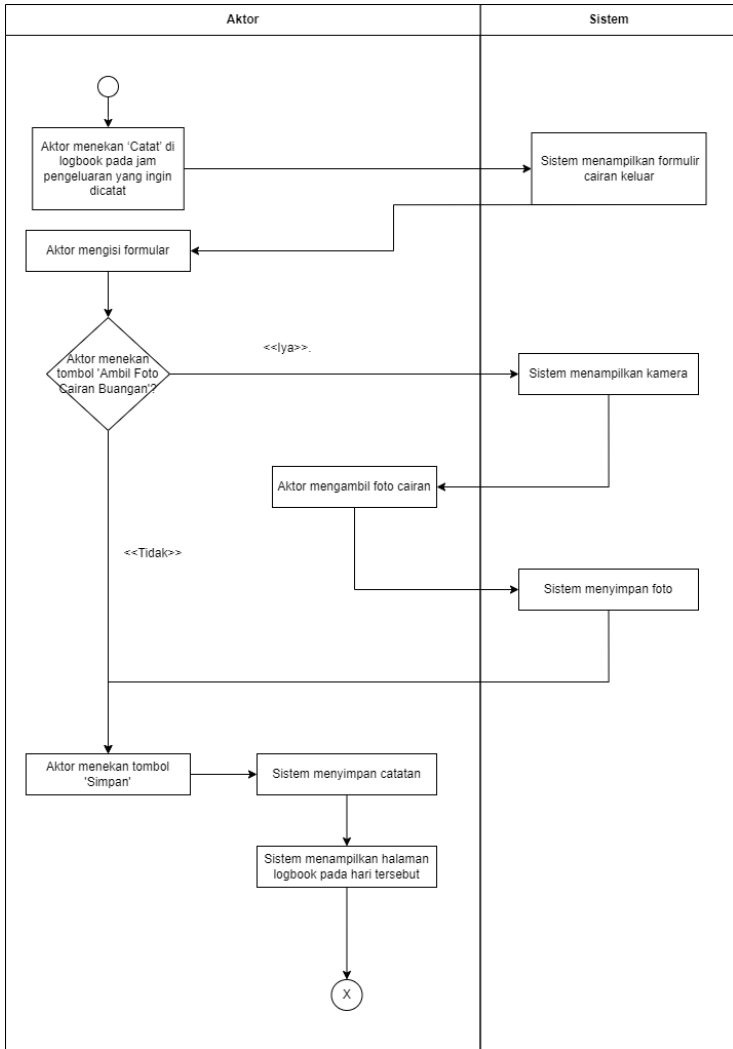 Aktor
Sistem
Aktor menekan ‘Catat’ di
logbook pada jam
pengeluaran yang ingin
dicatat
Sistem menampilkan formulir
cairan keluar
Aktor mengisi formular
Aktor menekan
tombol 'Ambil Foto
Cairan Buangan'?
<<Iya>>.
Sistem menampilkan kamera
Aktor mengambil foto cairan
<<Tidak>>
Sistem menyimpan foto
Aktor menekan tombol
'Simpan'
Sistem menyimpan catatan
Sistem menampilkan halaman
logbook pada hari tersebut
X